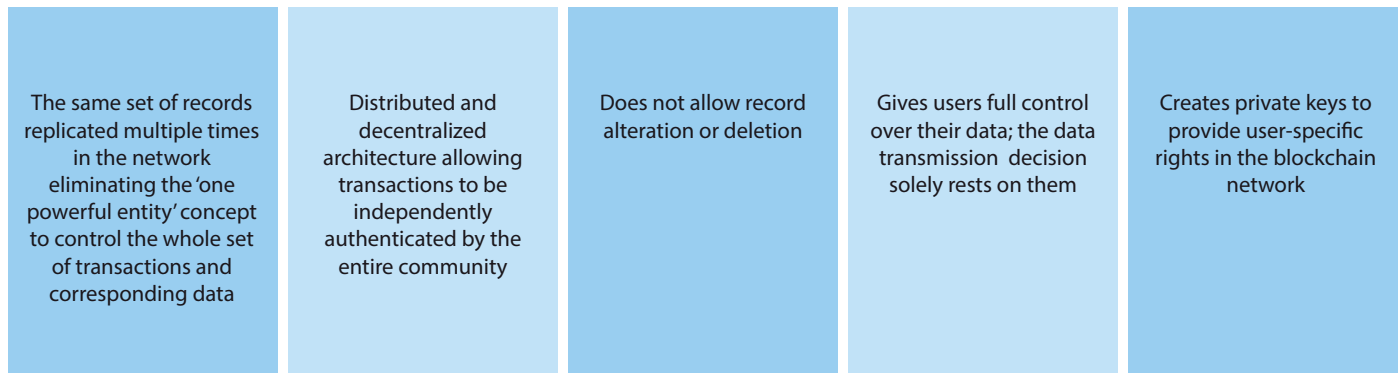 The same set of records
replicated multiple times
in the network
eliminating the ‘one
powerful entity’ concept
to control the whole set
of transactions and
corresponding data
Distributed and
decentralized
architecture allowing
transactions to be
independently
authenticated by the
entire community
Does not allow record
alteration or deletion
Gives users full control
over their data; the data
transmission decision
solely rests on them
Creates private keys to
provide user-specific
rights in the blockchain
network